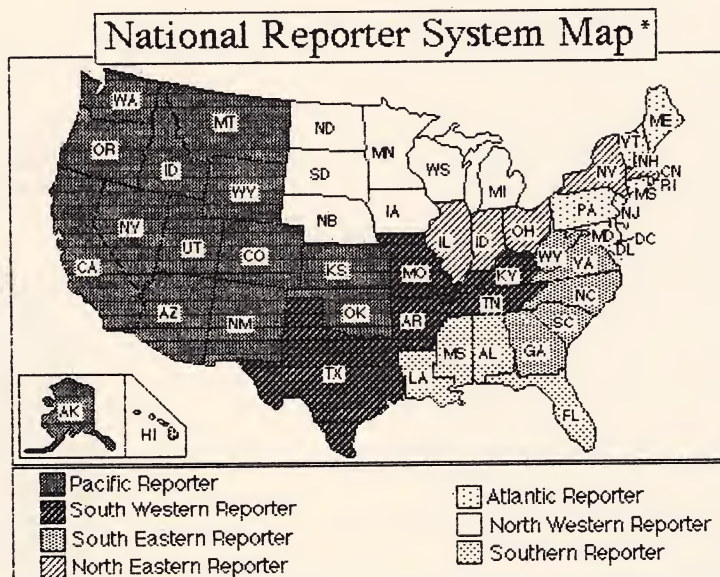 National Reporter System Map*
WA
MT
ND
MN
ME
VT
NH
OR
ID
SD
WS
MI
NY
CN
RI
MS
WY
NB
IA
PA
NJ
NY
UT
CO
IL
ID
OH
MD
DC
DL
CA
KS
MO
KY
WY
VA
AZ
NM
OK
AR
TN
NC
SC
TX
LA
MS
AL
GA
FL
AK
HI
Pacific Reporter
South Western Reporter
South Eastern Reporter
North Eastern Reporter
Atlantic Reporter
North Western Reporter
Southern Reporter